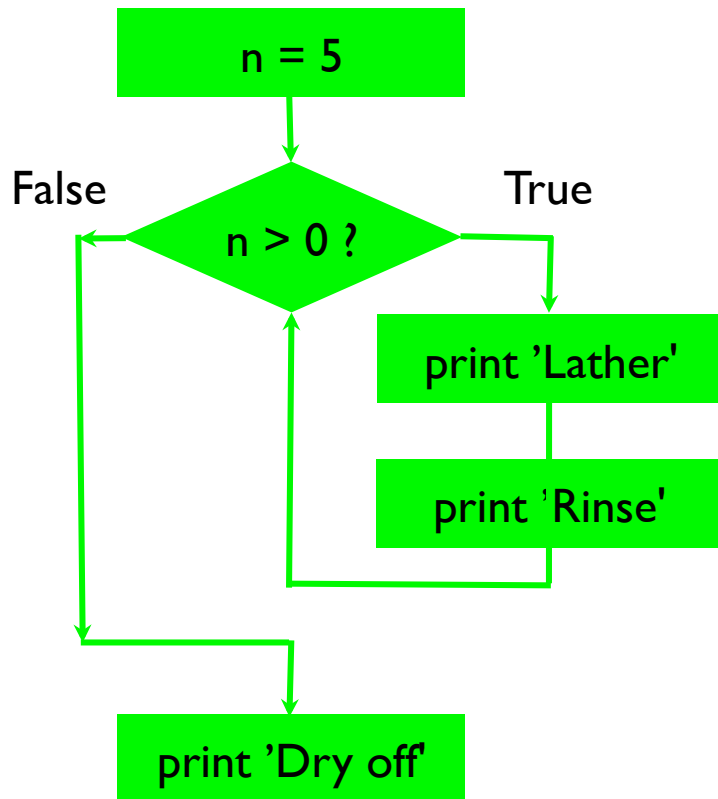 n = 5
False
True
n > 0 ?
print 'Lather'
print 'Rinse'
print 'Dry off'